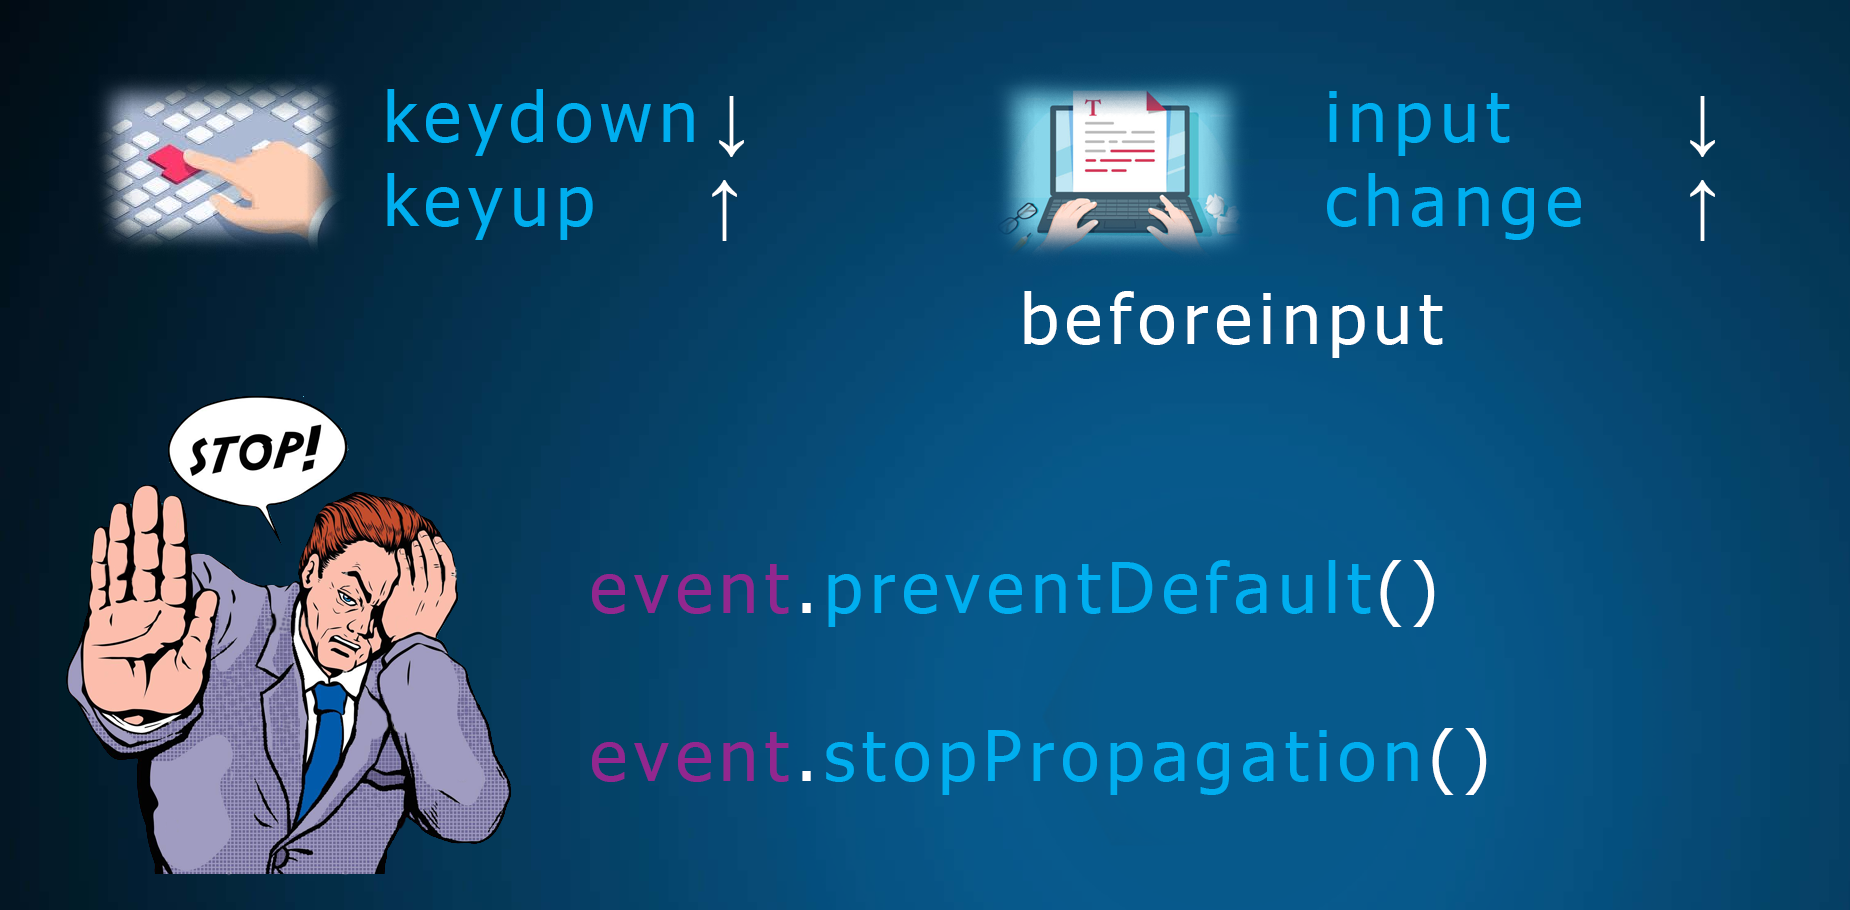 keydown ↓
keyup ↑
T
input ↓
change ↑
beforeinput
STOP!
event.preventDefault()
event.stopPropagation()